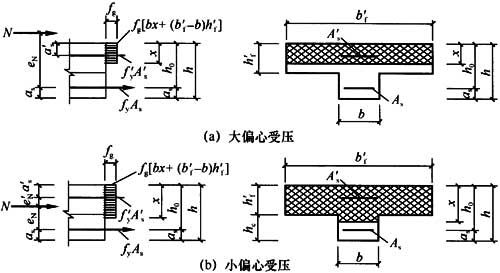 f_g
f_g[bx + (b'_f-b)h'_f]
N
a'_s
e_N
a_s
f'_yA'_s
f_yA_s
x
h_0
h
a_s
b'_f
A'_s
h'_f
x
h_0
h
a_s
A_s
b
(a) 大偏心受压
f_g
f_g[bx + (b'_f-b)h'_f]
a'_s
e'_N
N
e_N
a_s
f'_yA'_s
f_yA_s
x
h_0
h
a_s
b'_f
A'_s
h'_f
x
h_0
h
a_s
A_s
b
(b) 小偏心受压